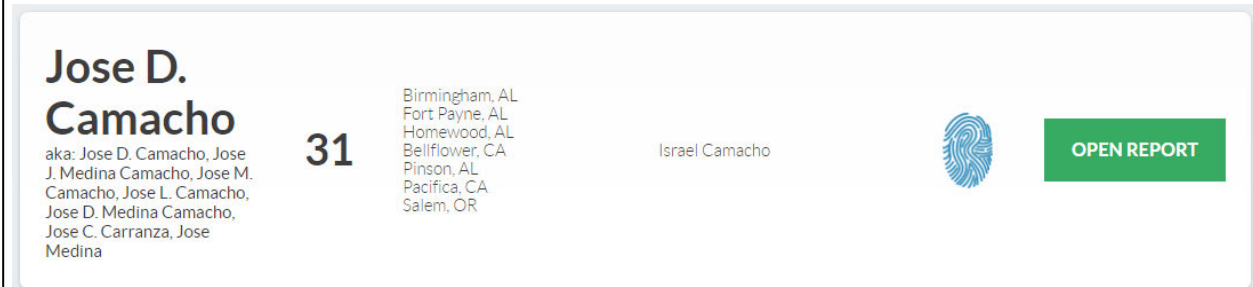 Jose D.
Camacho
aka: Jose D. Camacho, Jose
J. Medina Camacho, Jose M.
Camacho, Jose L. Camacho,
Jose D. Medina Camacho,
Jose C. Carranza, Jose
Medina
31
Birmingham, AL
Fort Payne, AL
Homewood, AL
Bellflower, CA
Pinson, AL
Pacifica, CA
Salem, OR
Israel Camacho
OPEN REPORT